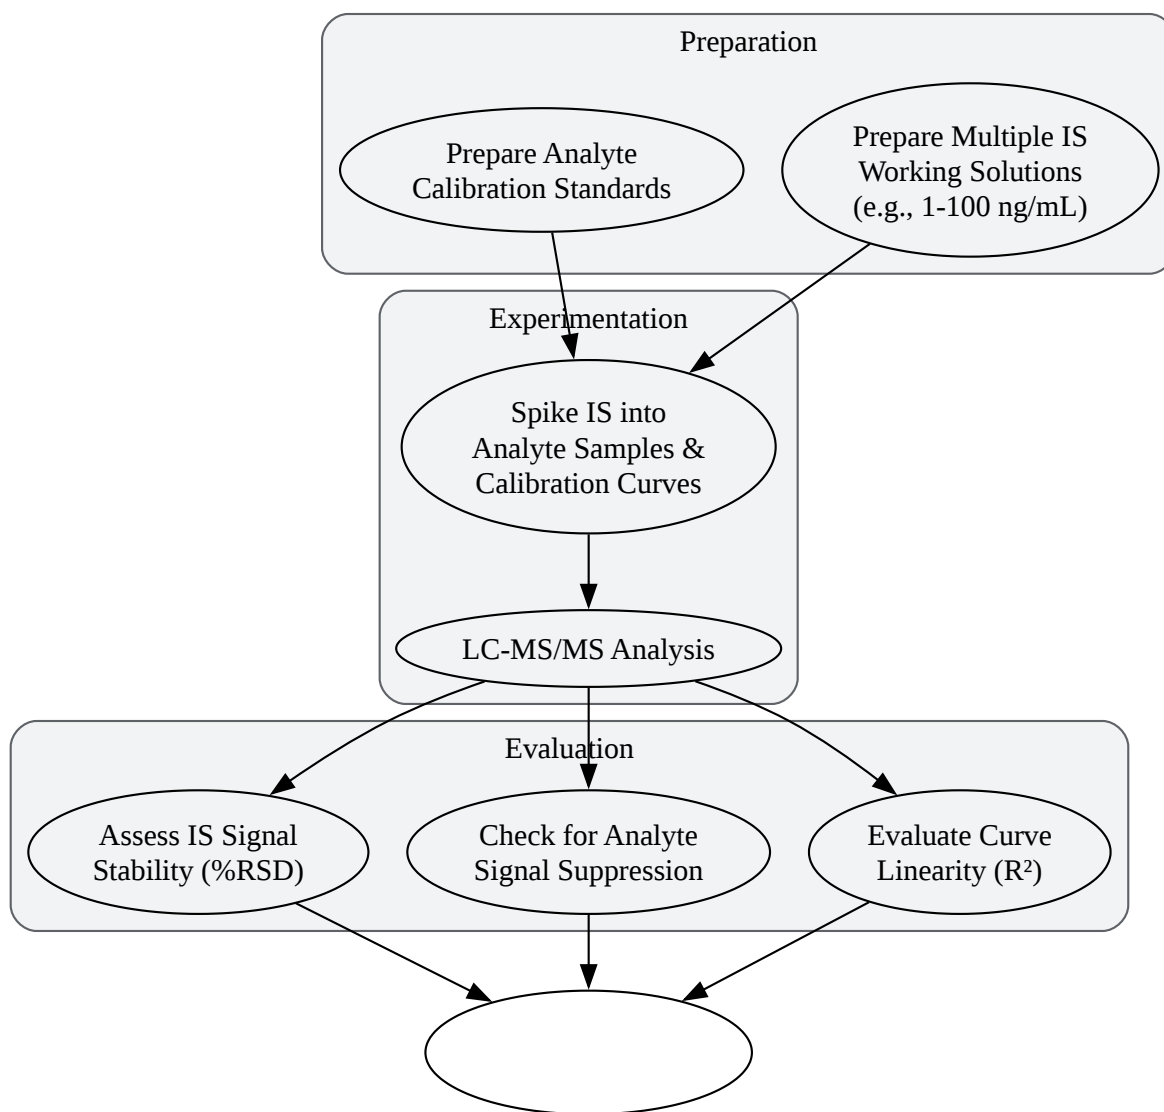 Preparation
Prepare Analyte
Calibration Standards
Prepare Multiple IS
Working Solutions
(e.g., 1-100 ng/mL)
Experimentation
Spike IS into
Analyte Samples &
Calibration Curves
LC-MS/MS Analysis
Evaluation
Assess IS Signal
Stability (%RSD)
Check for Analyte
Signal Suppression
Evaluate Curve
Linearity (R²)